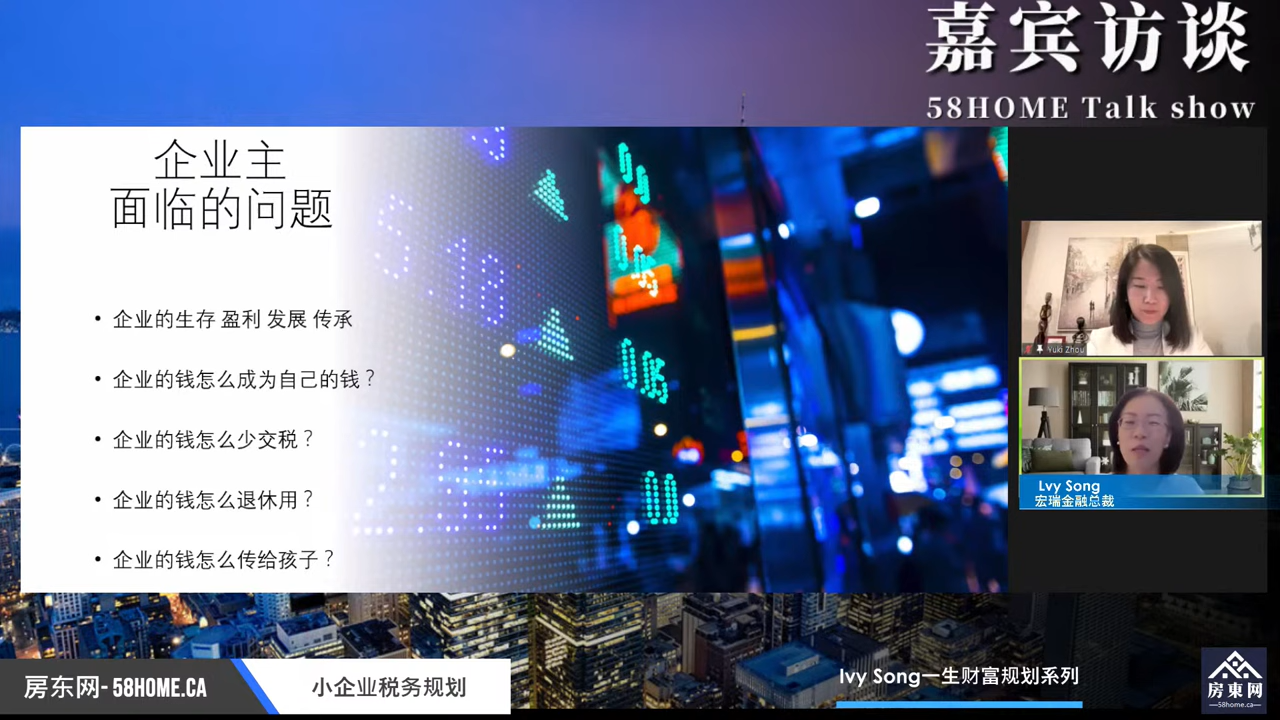 嘉宾访谈
58HOME Talk show
企业主
面临的问题
• 企业的生存 盈利 发展 传承
• 企业的钱怎么成为自己的钱？
• 企业的钱怎么少交税？
• 企业的钱怎么退休用？
• 企业的钱怎么传给孩子？
Yuki Zhou
Lvy Song
宏瑞金融总裁
房东网- 58HOME.CA
小企业税务规划
Ivy Song一生财富规划系列
房東网
—58home.ca—